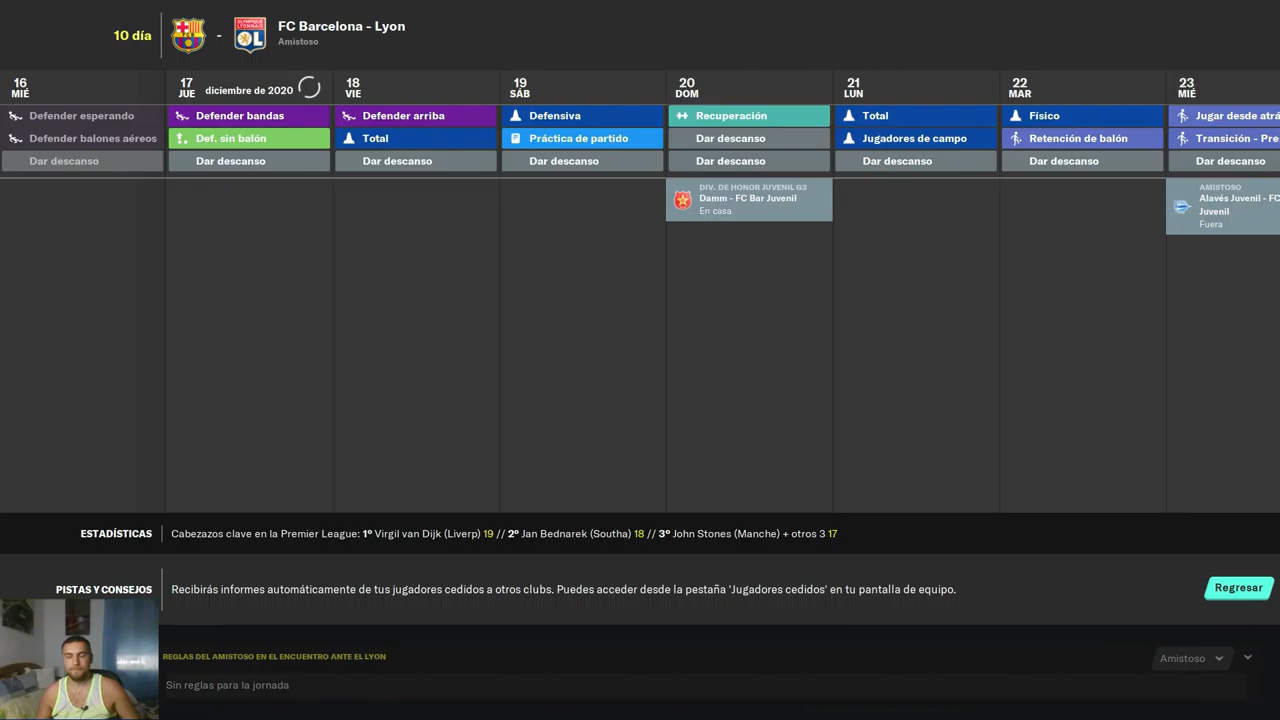 10 día
FC Barcelona - Lyon
Amistoso
16 MIÉ
17 JUE diciembre de 2020
18 VIE
19 SÁB
20 DOM
21 LUN
22 MAR
23 MIÉ
Defender esperando
Defender bandas
Defender arriba
Defensiva
Recuperación
Total
Físico
Jugar desde atrá
Defender balones aéreos
Def. sin balón
Total
Práctica de partido
Dar descanso
Jugadores de campo
Retención de balón
Transición - Pre
Dar descanso
Dar descanso
Dar descanso
Dar descanso
Dar descanso
Dar descanso
Dar descanso
Dar descanso
DIV. DE HONOR JUVENIL G3
Damm - FC Bar Juvenil
En casa
AMISTOSO
Alavés Juvenil - FC
Juvenil
Fuera
ESTADÍSTICAS
Cabezazos clave en la Premier League: 1º Virgil van Dijk (Liverp) 19 // 2º Jan Bednarek (Southa) 18 // 3º John Stones (Manche) + otros 3 17
PISTAS Y CONSEJOS
Recibirás informes automáticamente de tus jugadores cedidos a otros clubs. Puedes acceder desde la pestaña 'Jugadores cedidos' en tu pantalla de equipo.
Regresar
REGLAS DEL AMISTOSO EN EL ENCUENTRO ANTE EL LYON
Amistoso
Sin reglas para la jornada